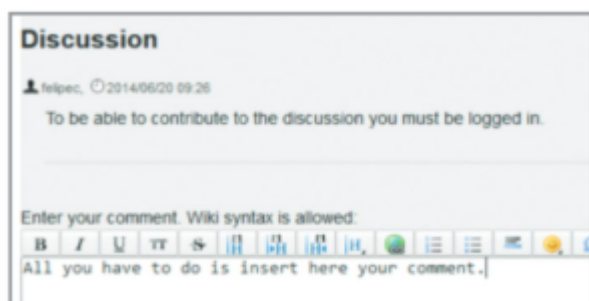 Discussion
felipec, 2014/06/20 09:26
To be able to contribute to the discussion you must be logged in.
Enter your comment. Wiki syntax is allowed:
B I U TT S
All you have to do is insert here your comment.